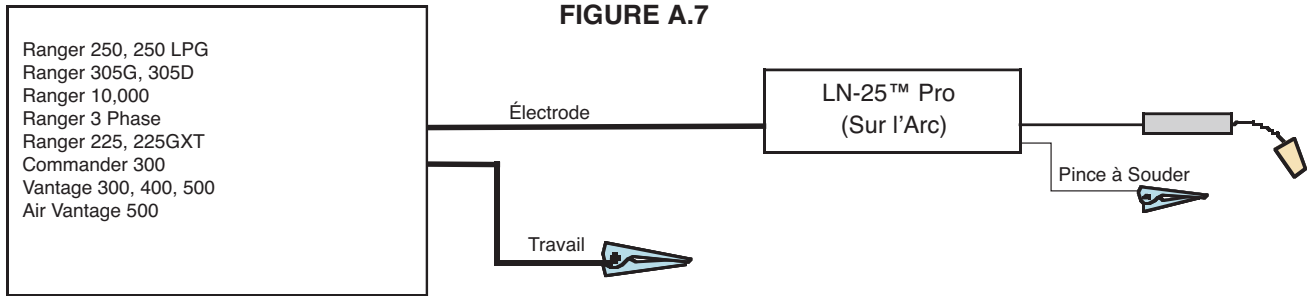 FIGURE A.7
Ranger 250, 250 LPG
Ranger 305G, 305D
Ranger 10,000
Ranger 3 Phase
Ranger 225, 225GXT
Commander 300
Vantage 300, 400, 500
Air Vantage 500
Électrode
LN-25™ Pro
(Sur l'Arc)
Pince à Souder
Travail